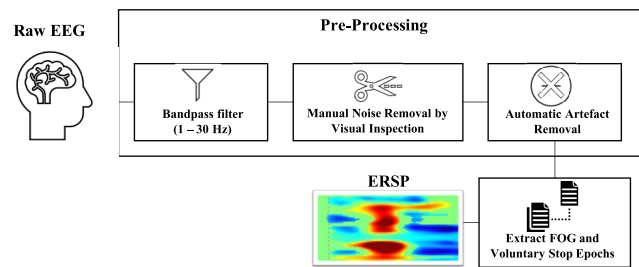 Raw EEG
Pre-Processing
Bandpass filter
(1 – 30 Hz)
Manual Noise Removal by
Visual Inspection
Automatic Artefact
Removal
ERSP
Extract FOG and
Voluntary Stop Epochs